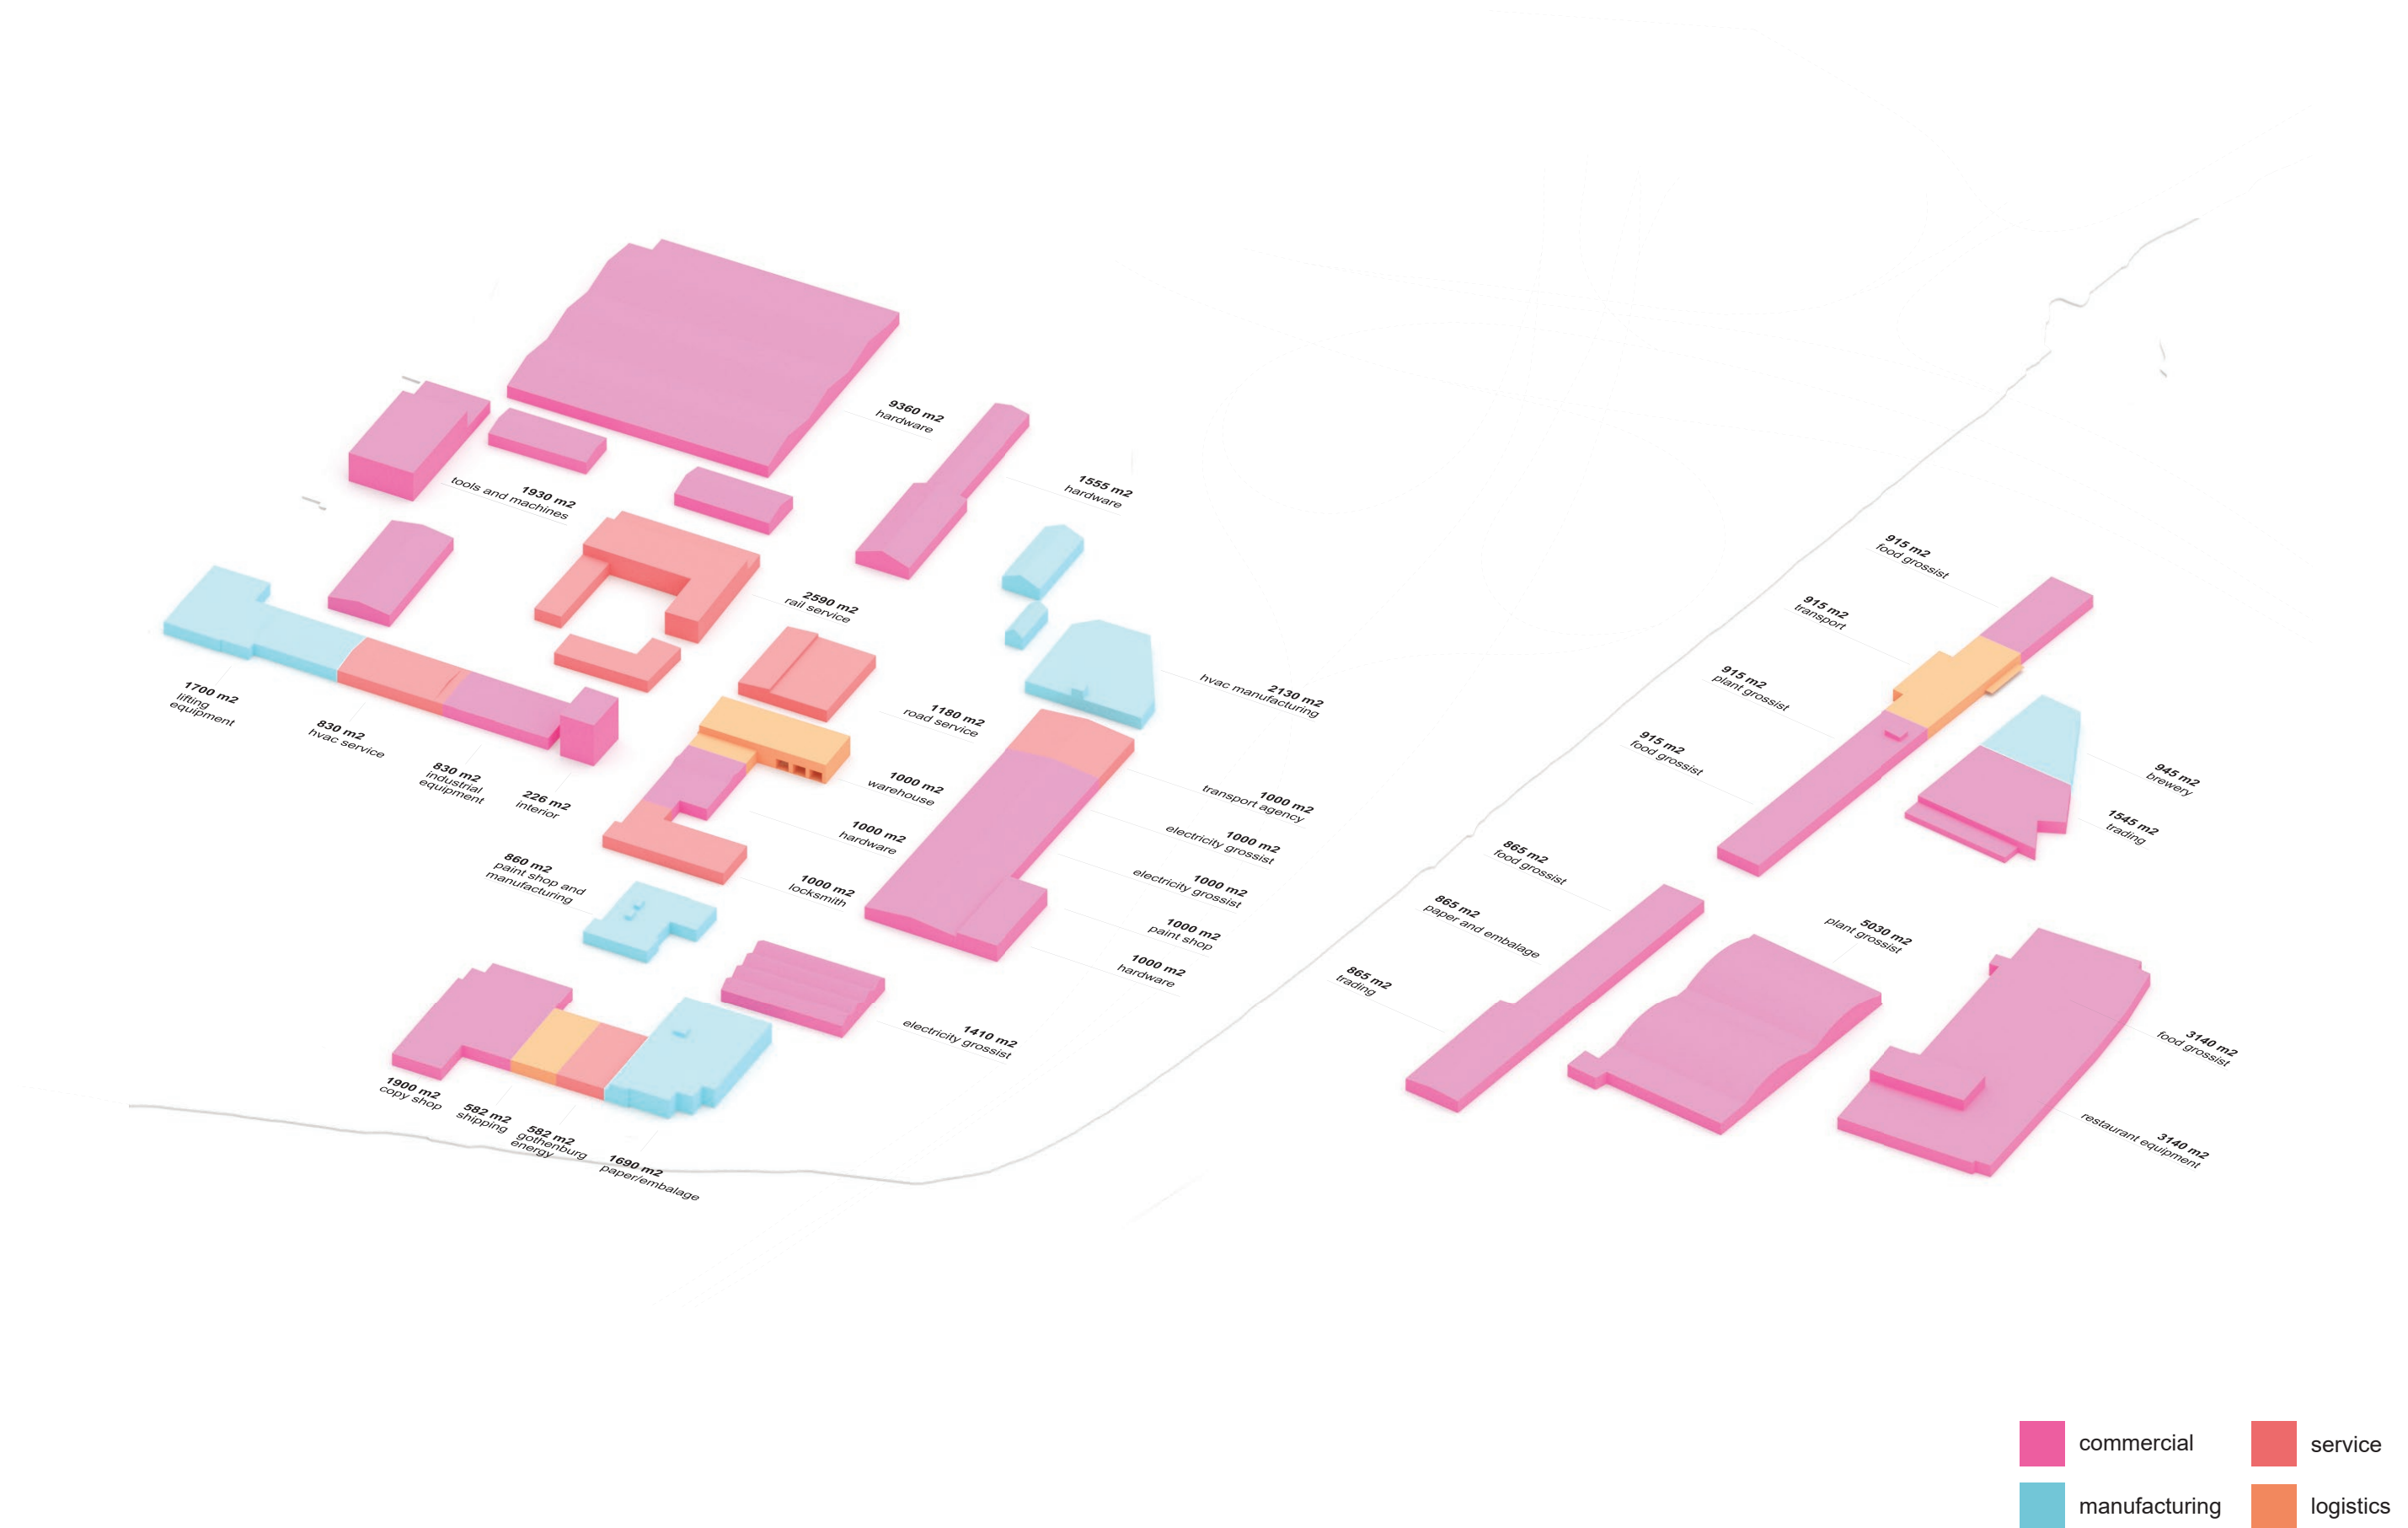 9360 m2
hardware
1555 m2
hardware
1930 m2
tools and machines
2590 m2
rail service
2130 m2
hvac manufacturing
1180 m2
road service
1700 m2
lifting
equipment
830 m2
hvac service
830 m2
industrial
equipment
226 m2
interior
1000 m2
warehouse
1000 m2
hardware
1000 m2
locksmith
1000 m2
transport agency
1000 m2
electricity grossist
1000 m2
electricity grossist
1000 m2
paint shop
1000 m2
hardware
860 m2
paint shop and
manufacturing
1410 m2
electricity grossist
1900 m2
copy shop
582 m2
shipping
582 m2
gothenburg
energy
1690 m2
paper/embalage
915 m2
food grossist
915 m2
transport
915 m2
plant grossist
915 m2
food grossist
945 m2
brewery
1545 m2
trading
865 m2
food grossist
865 m2
paper and embalage
865 m2
trading
5030 m2
plant grossist
3140 m2
food grossist
3140 m2
restaurant equipment
commercial
service
manufacturing
logistics